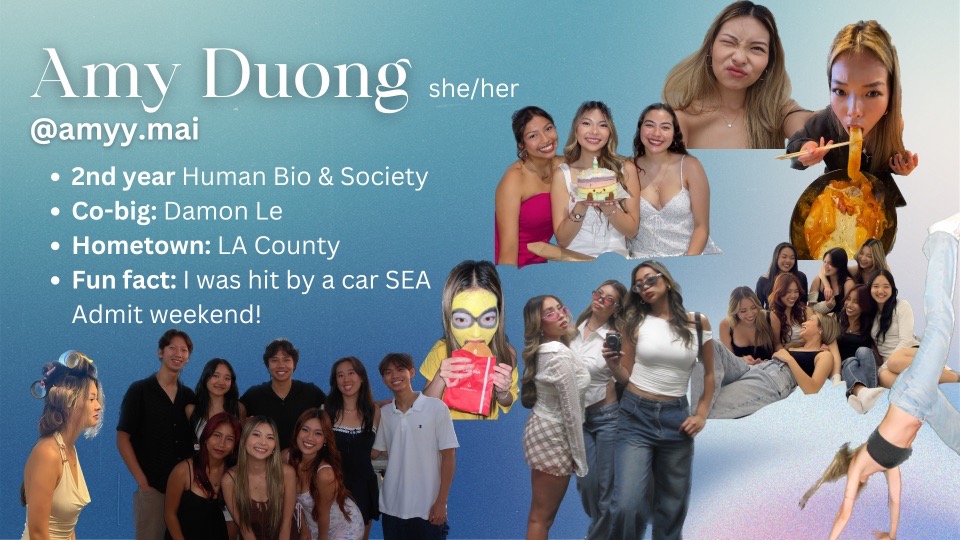 Amy Duong she/her
@amyy.mai
• 2nd year Human Bio & Society
• Co-big: Damon Le
• Hometown: LA County
• Fun fact: I was hit by a car SEA
Admit weekend!